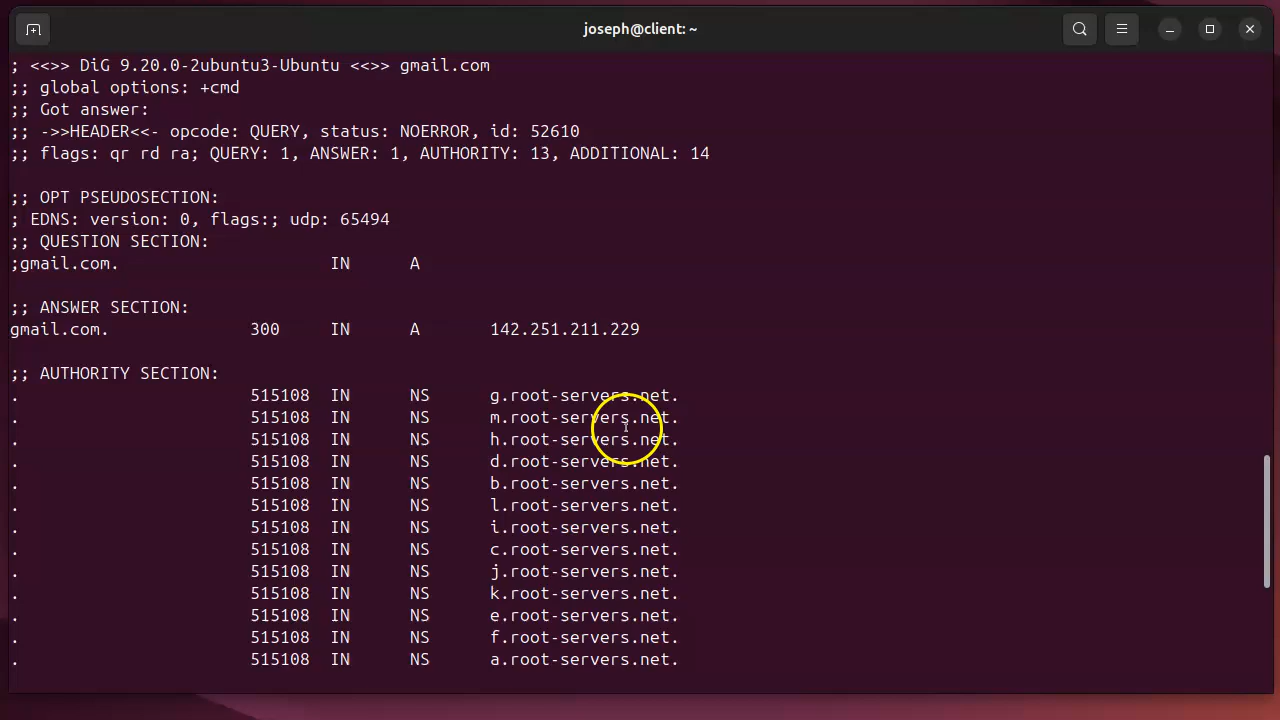 joseph@client: ~
; <<>> DiG 9.20.0-2ubuntu3-Ubuntu <<>> gmail.com
;; global options: +cmd
;; Got answer:
;; ->>HEADER<<- opcode: QUERY, status: NOERROR, id: 52610
;; flags: qr rd ra; QUERY: 1, ANSWER: 1, AUTHORITY: 13, ADDITIONAL: 14
;; OPT PSEUDOSECTION:
; EDNS: version: 0, flags:; udp: 65494
;; QUESTION SECTION:
;gmail.com. IN A
;; ANSWER SECTION:
gmail.com. 300 IN A 142.251.211.229
;; AUTHORITY SECTION:
. 515108 IN NS g.root-servers.net.
. 515108 IN NS m.root-servers.net.
. 515108 IN NS h.root-servers.net.
. 515108 IN NS d.root-servers.net.
. 515108 IN NS b.root-servers.net.
. 515108 IN NS l.root-servers.net.
. 515108 IN NS i.root-servers.net.
. 515108 IN NS c.root-servers.net.
. 515108 IN NS j.root-servers.net.
. 515108 IN NS k.root-servers.net.
. 515108 IN NS e.root-servers.net.
. 515108 IN NS f.root-servers.net.
. 515108 IN NS a.root-servers.net.